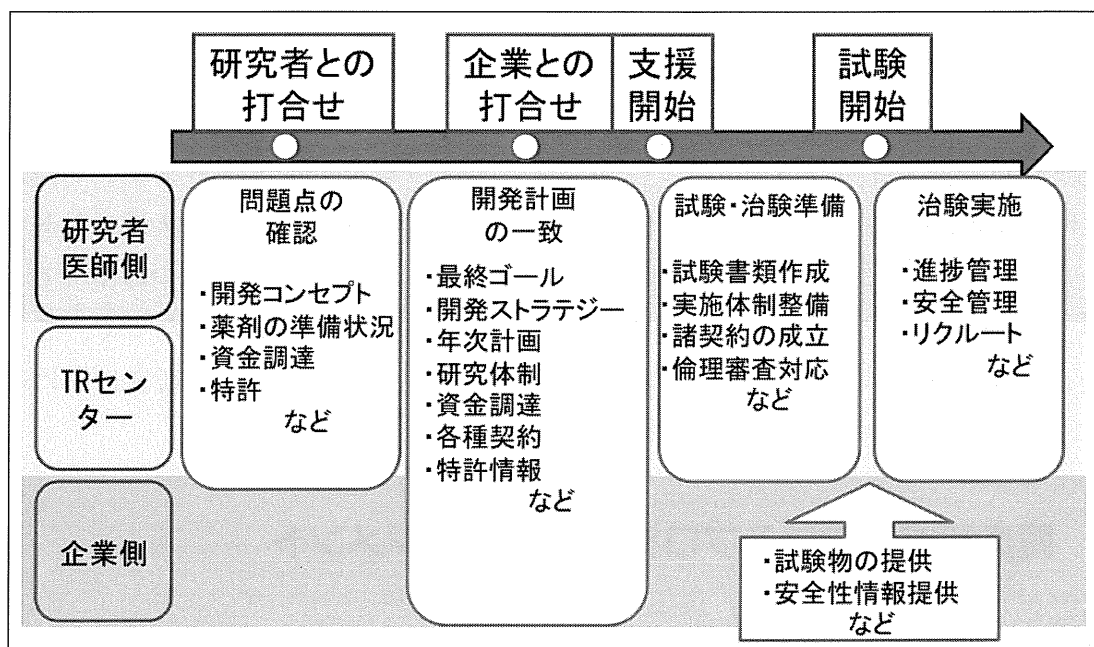 研究者との
打合せ
企業との
打合せ
支援
開始
試験
開始
研究者
医師側
TRセン
ター
企業側
問題点の
確認
・開発コンセプト
・薬剤の準備状況
・資金調達
・特許
など
開発計画
の一致
・最終ゴール
・開発ストラテジー
・年次計画
・研究体制
・資金調達
・各種契約
・特許情報
など
試験・治験準備
・試験書類作成
・実施体制整備
・諸契約の成立
・倫理審査対応
など
治験実施
・進捗管理
・安全管理
・リクルート
など
・試験物の提供
・安全性情報提供
など